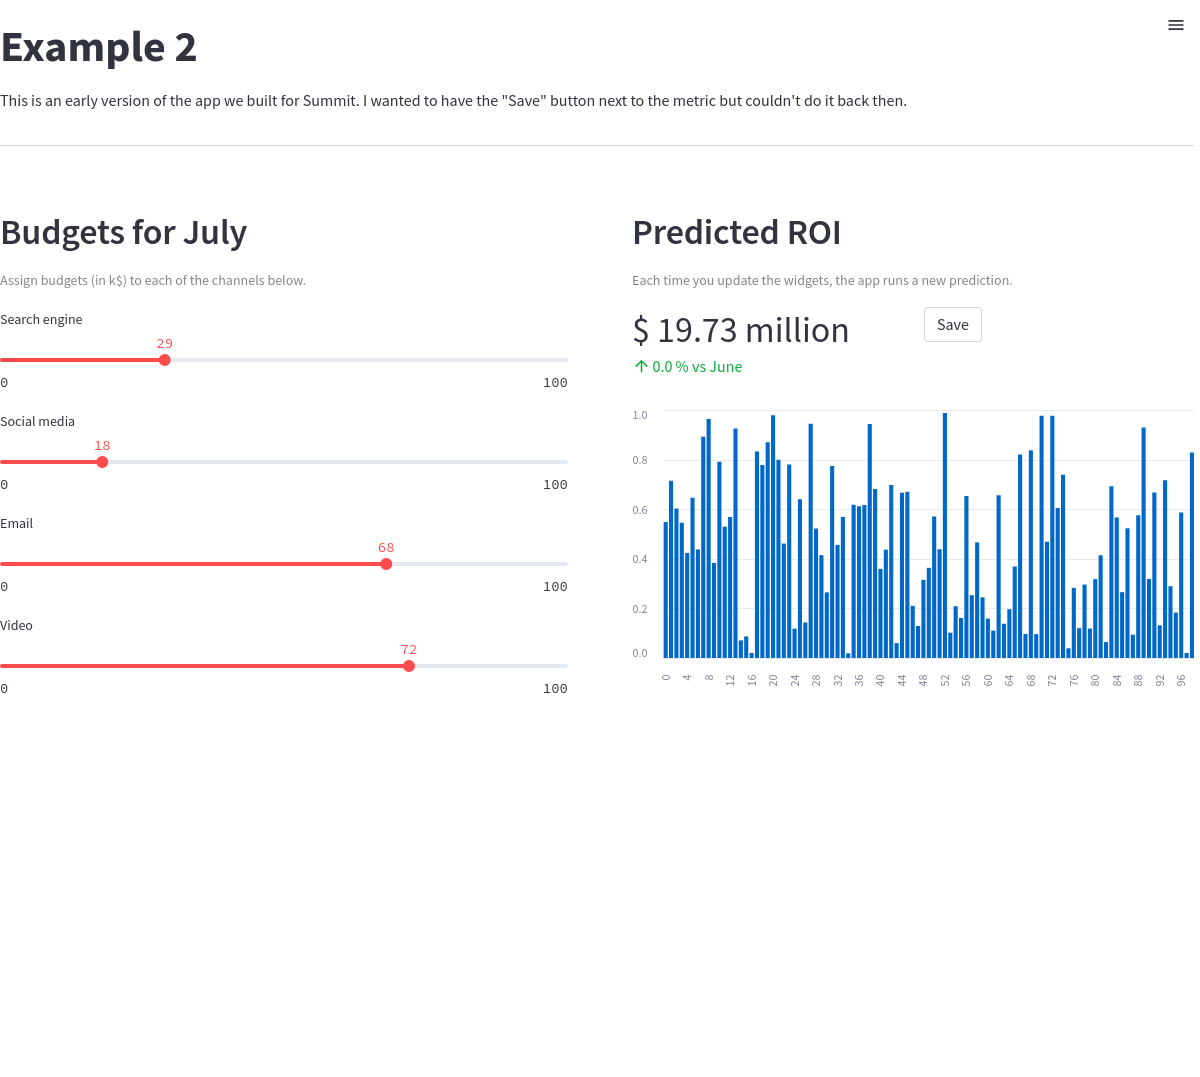 Example 2
This is an early version of the app we built for Summit. I wanted to have the "Save" button next to the metric but couldn't do it back then.
Budgets for July
Assign budgets (in k$) to each of the channels below.
Search engine
29
0 100
Social media
18
0 100
Email
68
0 100
Video
72
0 100
Predicted ROI
Each time you update the widgets, the app runs a new prediction.
$ 19.73 million
Save
0.0 % vs June
1.0
0.8
0.6
0.4
0.2
0.0
0 4 8 12 16 20 24 28 32 36 40 44 48 52 56 60 64 68 72 76 80 84 88 92 96